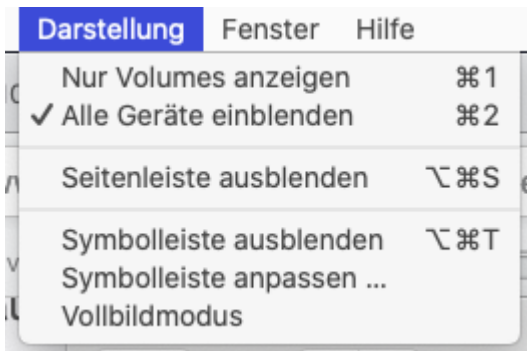 Darstellung Fenster Hilfe
Nur Volumes anzeigen ⌘1
✓ Alle Geräte einblenden ⌘2
Seitenleiste ausblenden ⌥⌘S
Symbolleiste ausblenden ⌥⌘T
Symbolleiste anpassen ...
Vollbildmodus